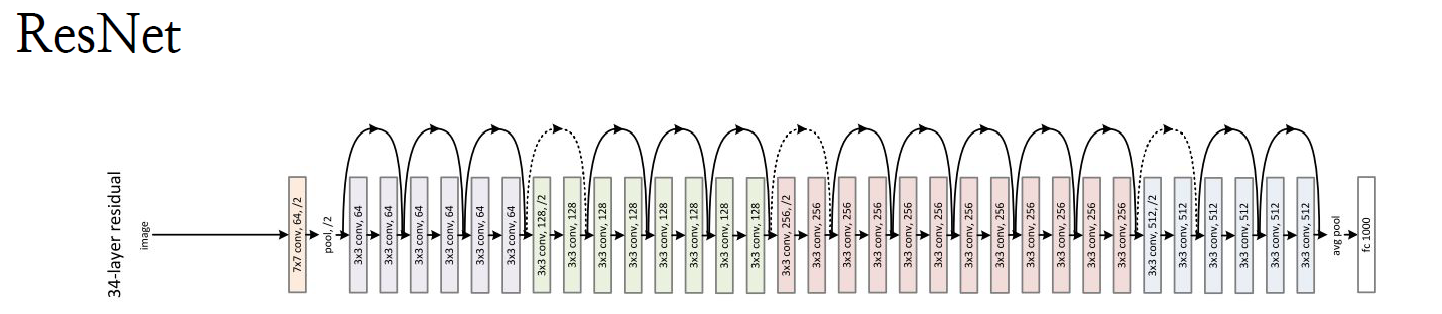 ResNet
34-layer residual
image
7x7 conv, 64, /2
pool, /2
3x3 conv, 64
3x3 conv, 64
3x3 conv, 64
3x3 conv, 64
3x3 conv, 64
3x3 conv, 64
3x3 conv, 128, /2
3x3 conv, 128
3x3 conv, 128
3x3 conv, 128
3x3 conv, 128
3x3 conv, 128
3x3 conv, 128
3x3 conv, 128
3x3 conv, 256, /2
3x3 conv, 256
3x3 conv, 256
3x3 conv, 256
3x3 conv, 256
3x3 conv, 256
3x3 conv, 256
3x3 conv, 256
3x3 conv, 256
3x3 conv, 256
3x3 conv, 256
3x3 conv, 256
3x3 conv, 512, /2
3x3 conv, 512
3x3 conv, 512
3x3 conv, 512
3x3 conv, 512
3x3 conv, 512
avg pool
fc 1000